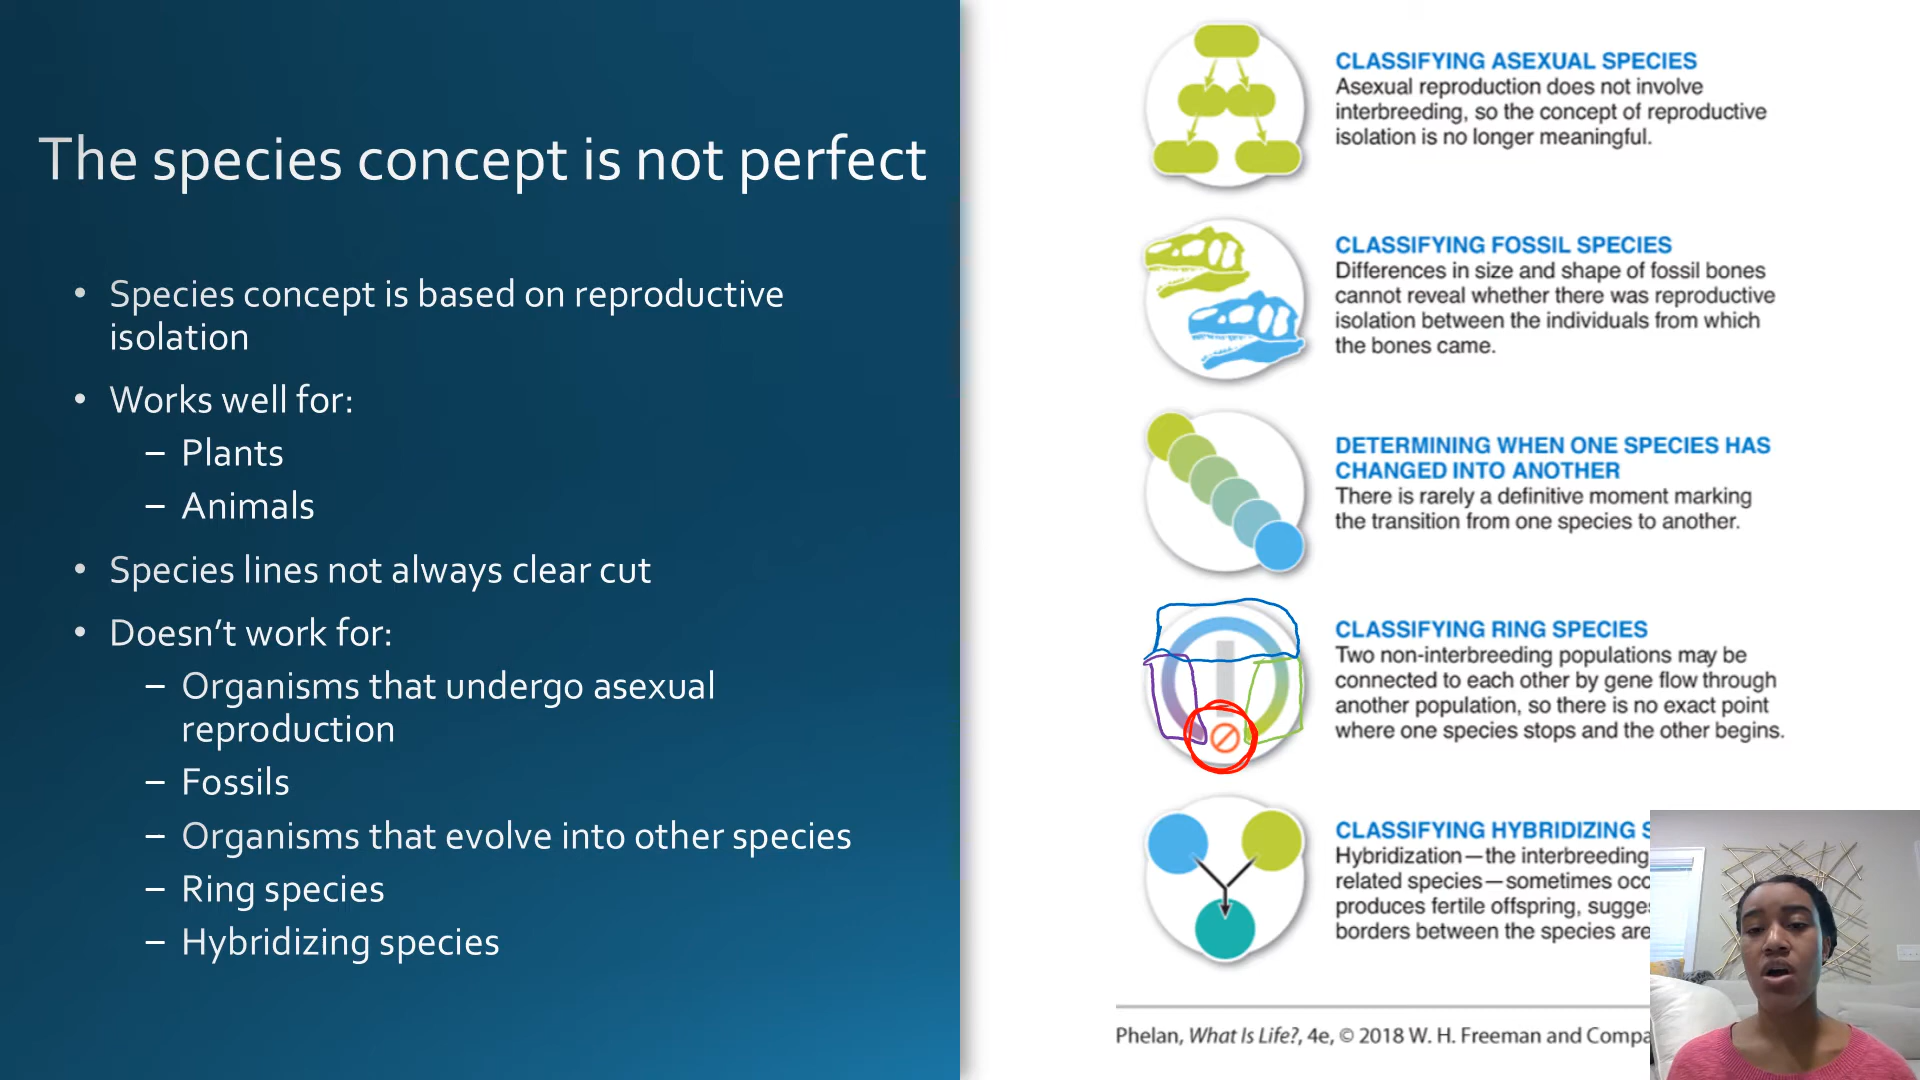 The species concept is not perfect
• Species concept is based on reproductive
isolation
• Works well for:
– Plants
– Animals
• Species lines not always clear cut
• Doesn't work for:
– Organisms that undergo asexual
reproduction
– Fossils
– Organisms that evolve into other species
– Ring species
– Hybridizing species
CLASSIFYING ASEXUAL SPECIES
Asexual reproduction does not involve
interbreeding, so the concept of reproductive
isolation is no longer meaningful.
CLASSIFYING FOSSIL SPECIES
Differences in size and shape of fossil bones
cannot reveal whether there was reproductive
isolation between the individuals from which
the bones came.
DETERMINING WHEN ONE SPECIES HAS
CHANGED INTO ANOTHER
There is rarely a definitive moment marking
the transition from one species to another.
CLASSIFYING RING SPECIES
Two non-interbreeding populations may be
connected to each other by gene flow through
another population, so there is no exact point
where one species stops and the other begins.
CLASSIFYING HYBRIDIZING
Hybridization—the interbreeding
related species—sometimes
produces fertile offspring,
borders between the species are
Phelan, What Is Life?, 4e, © 2018 W. H. Freeman and